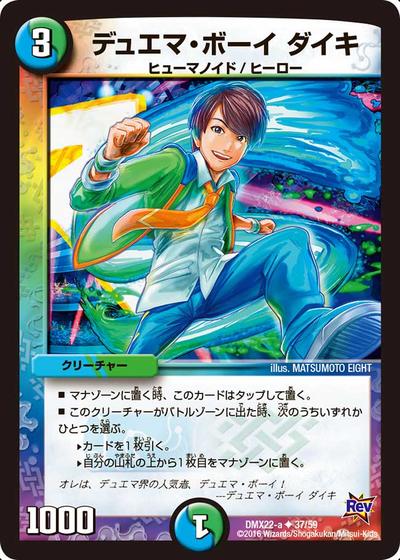 3
デュエマ・ボーイ ダイキ
ヒューマノイド / ヒーロー
クリーチャー
illus. MATSUMOTO EIGHT
■ マナゾーンに置く時、このカードはタップして置く。
■ このクリーチャーがバトルゾーンに出た時、次のうちいずれか
ひとつを選ぶ。
▶カードを1枚引く。
▶自分の山札の上から1枚目をマナゾーンに置く。
オレは、デュエマ界の人気者、デュエマ・ボーイ!
---デュエマ・ボーイ ダイキ
Rev
1000
1
DMX22-a ◆ 37/59
©2016 Wizards/Shogakukan/Mitsui-Kids